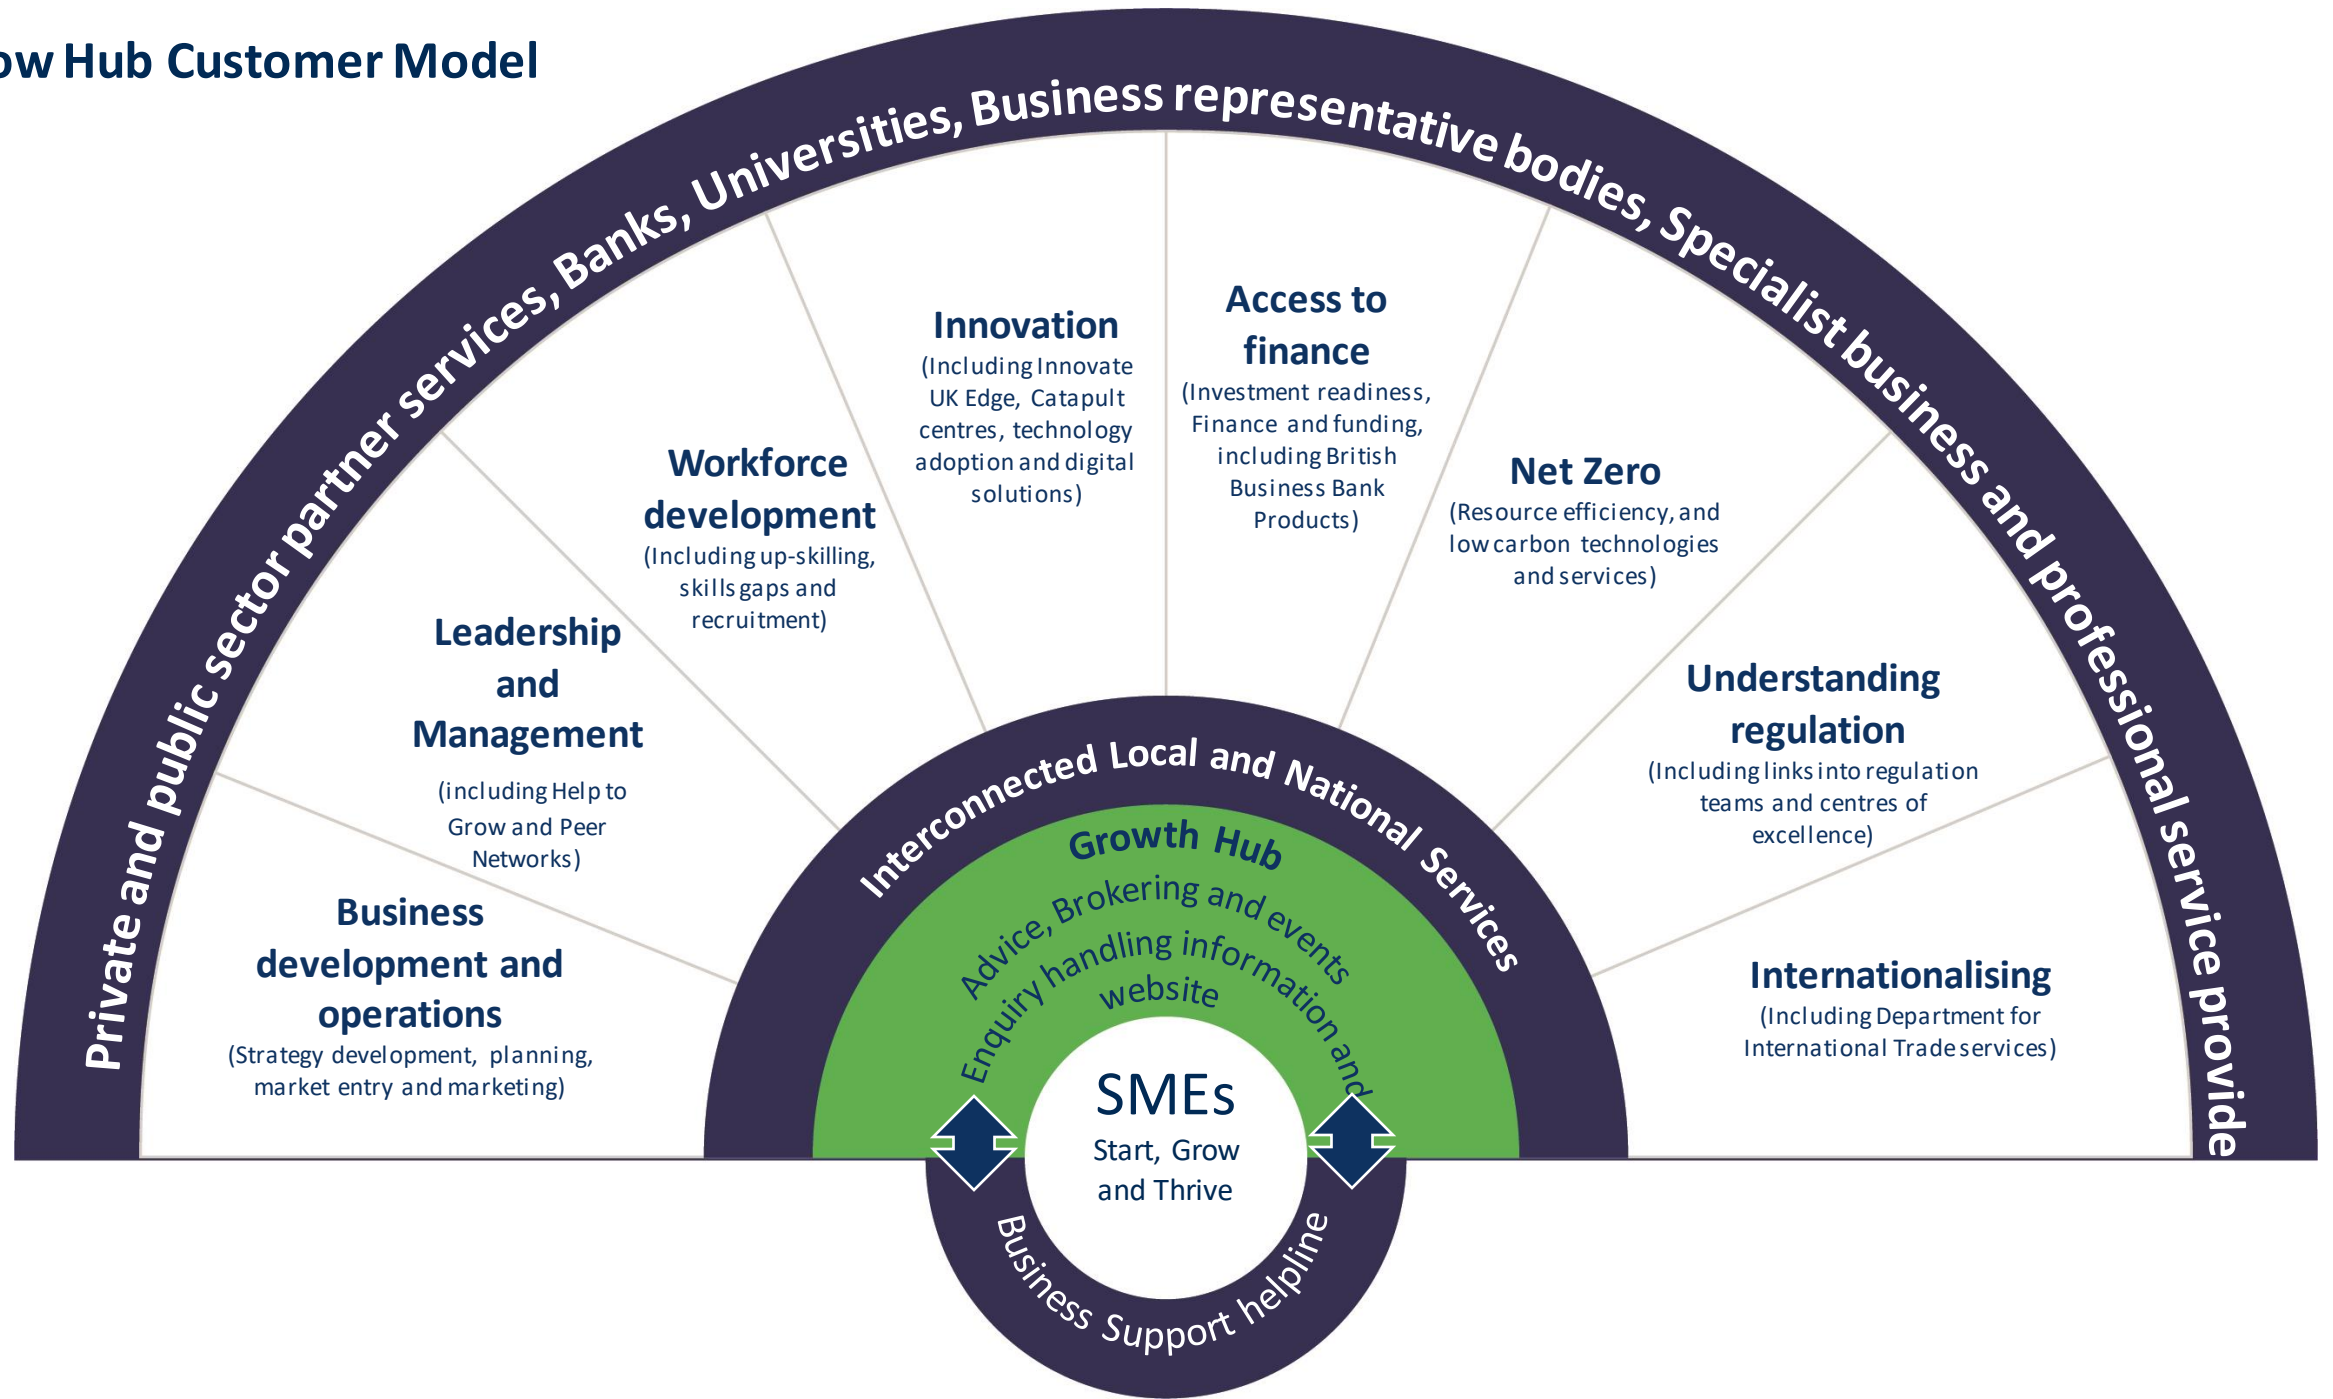 ow Hub Customer Model
Private and public sector partner services, Banks, Universities, Business representative bodies, Specialist business and professional service provide
Business
development and
operations
(Strategy development, planning,
market entry and marketing)
Leadership
and
Management
(including Help to
Grow and Peer
Networks)
Workforce
development
(Including up-skilling,
skills gaps and
recruitment)
Innovation
(Including Innovate
UK Edge, Catapult
centres, technology
adoption and digital
solutions)
Access to
finance
(Investment readiness,
Finance and funding,
including British
Business Bank
Products)
Net Zero
(Resource efficiency, and
low carbon technologies
and services)
Understanding
regulation
(Including links into regulation
teams and centres of
excellence)
Internationalising
(Including Department for
International Trade services)
Interconnected Local and National Services
Growth Hub
Advice, Brokering and events
Enquiry handling information and
website
SMEs
Start, Grow
and Thrive
Business Support helpline